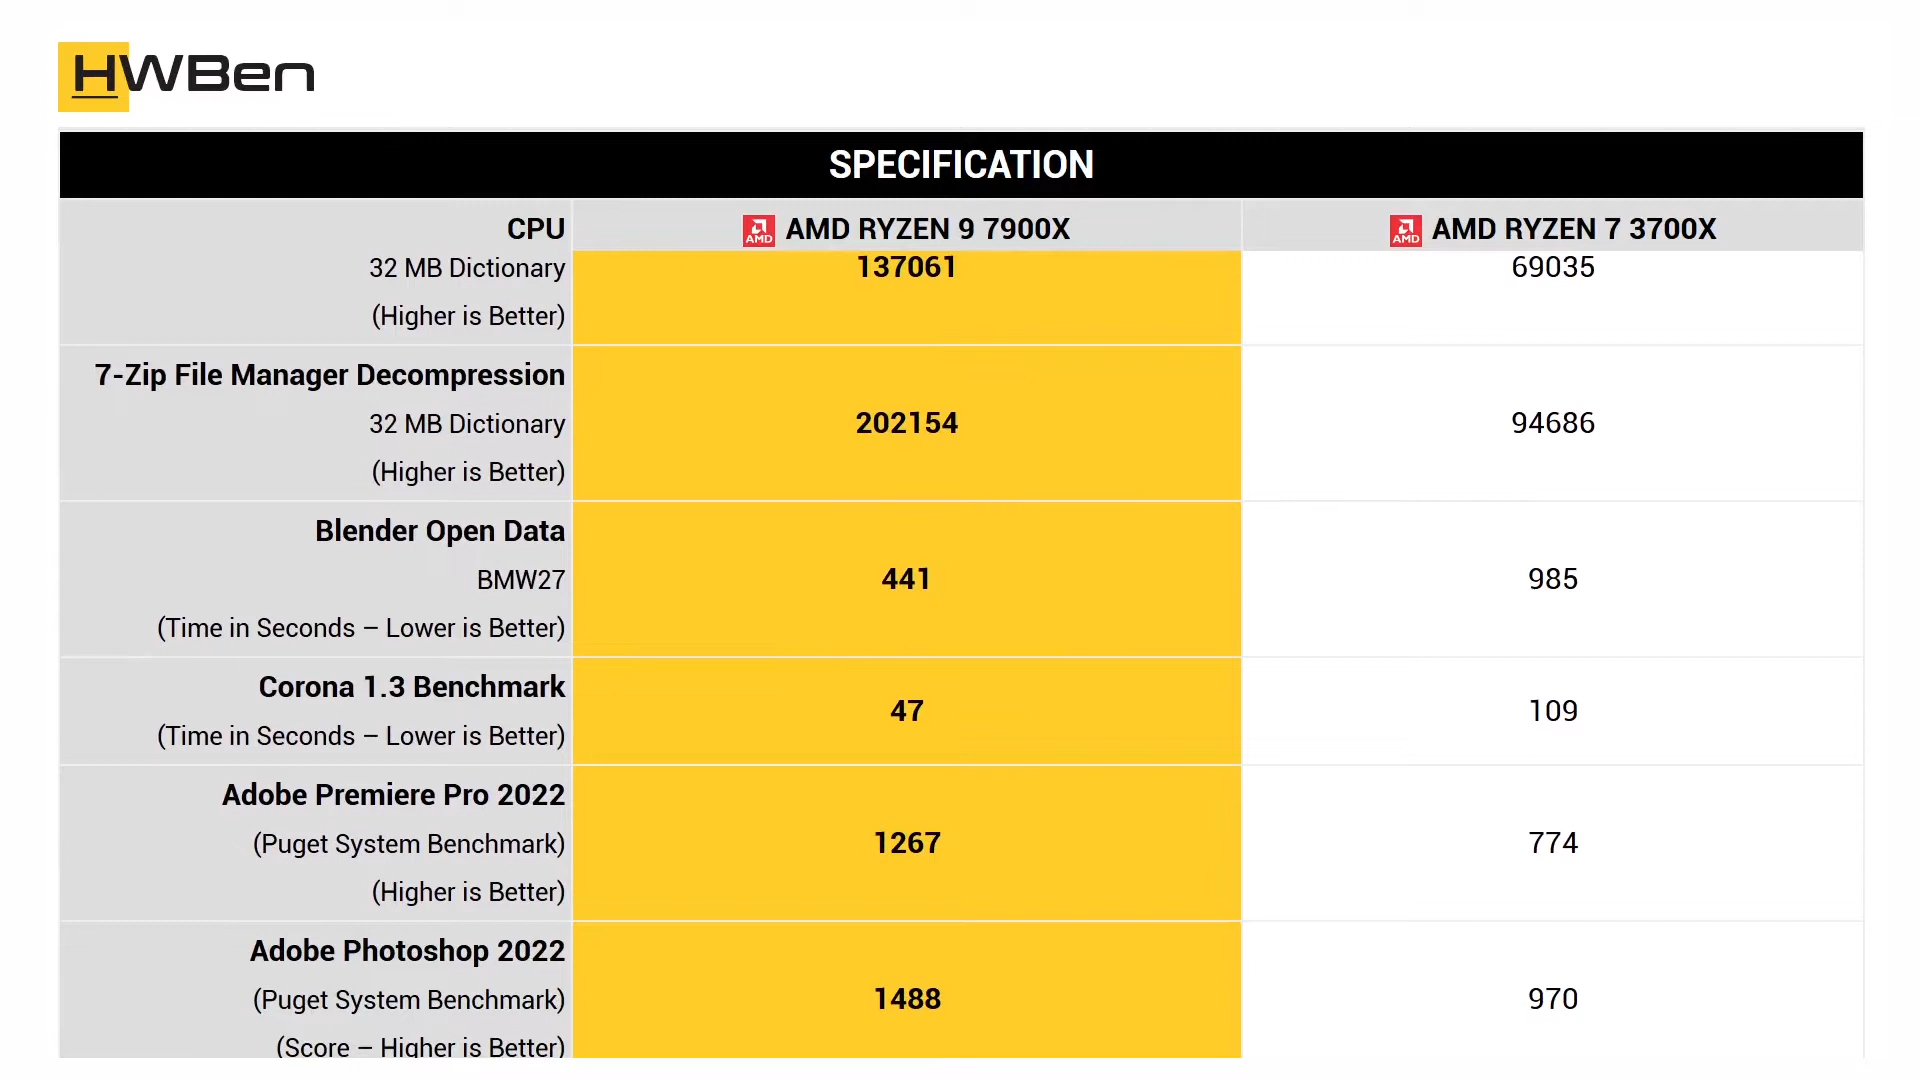 HWBen
SPECIFICATION
CPU
AMD AMD RYZEN 9 7900X
AMD AMD RYZEN 7 3700X
32 MB Dictionary
(Higher is Better)
137061
69035
7-Zip File Manager Decompression
32 MB Dictionary
(Higher is Better)
202154
94686
Blender Open Data
BMW27
(Time in Seconds – Lower is Better)
441
985
Corona 1.3 Benchmark
(Time in Seconds – Lower is Better)
47
109
Adobe Premiere Pro 2022
(Puget System Benchmark)
(Higher is Better)
1267
774
Adobe Photoshop 2022
(Puget System Benchmark)
(Score – Higher is Better)
1488
970